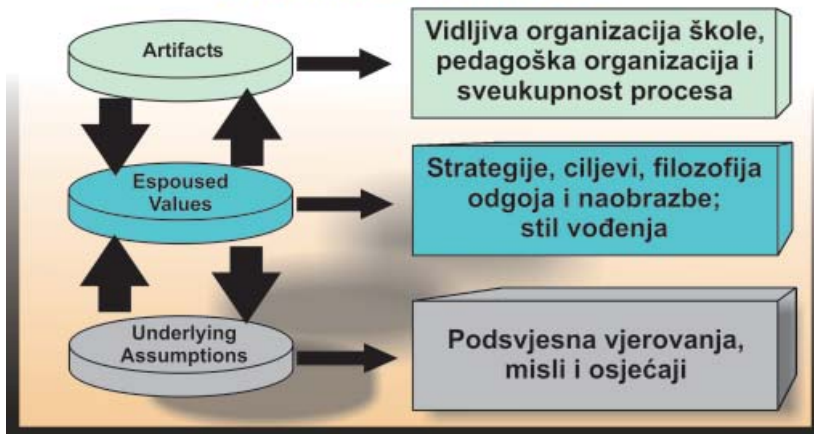 Artifacts
Vidljiva organizacija škole,
pedagoška organizacija i
sveukupnost procesa
Espoused
Values
Strategije, ciljevi, filozofija
odgoja i naobrazbe;
stil vođenja
Underlying
Assumptions
Podsvjesna vjerovanja,
misli i osjećaji